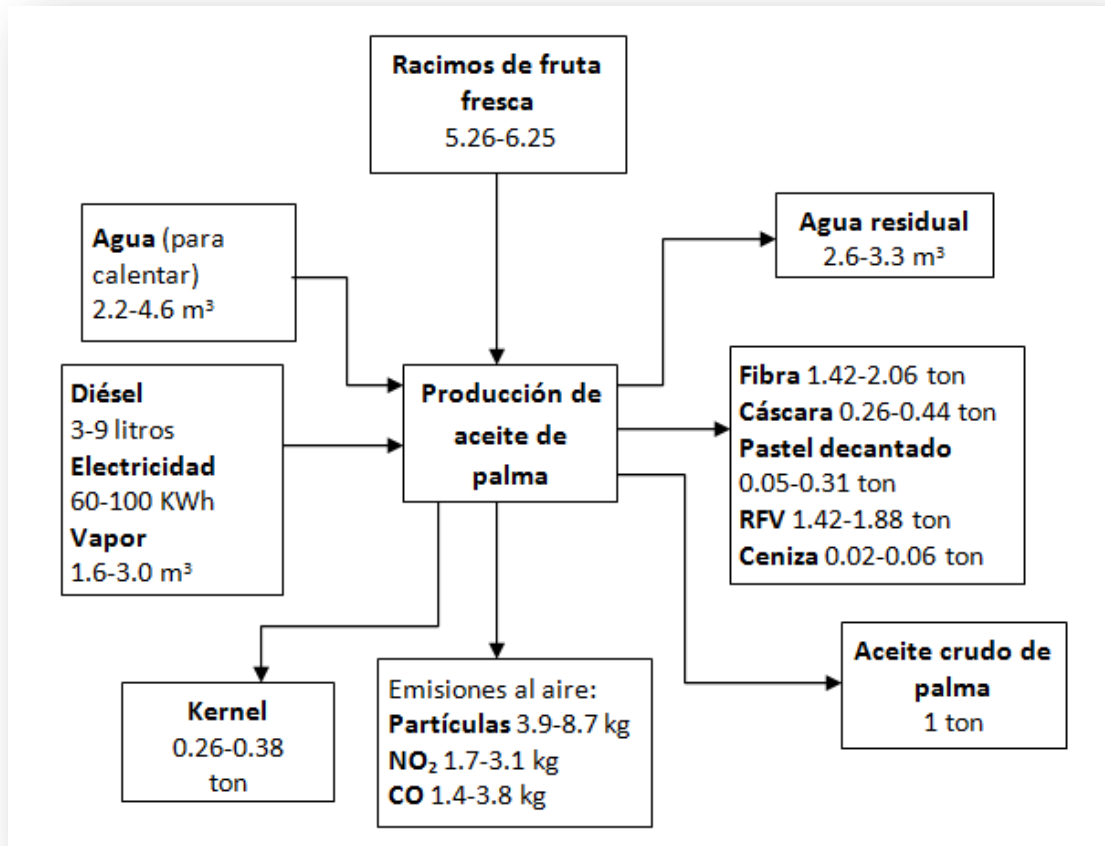 Racimos de fruta
fresca
5.26-6.25
Agua (para
calentar)
2.2-4.6 m³
Agua residual
2.6-3.3 m³
Diésel
3-9 litros
Electricidad
60-100 KWh
Vapor
1.6-3.0 m³
Producción de
aceite de
palma
Fibra 1.42-2.06 ton
Cáscara 0.26-0.44 ton
Pastel decantado
0.05-0.31 ton
RFV 1.42-1.88 ton
Ceniza 0.02-0.06 ton
Kernel
0.26-0.38
ton
Emisiones al aire:
Partículas 3.9-8.7 kg
NO₂ 1.7-3.1 kg
CO 1.4-3.8 kg
Aceite crudo de
palma
1 ton